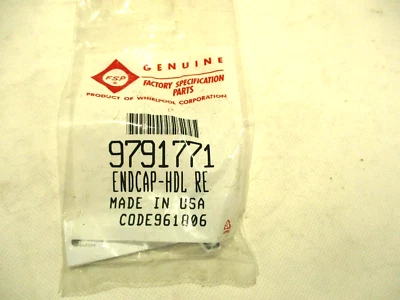 GENUINE
FSP
FACTORY SPECIFICATION
PARTS
PRODUCT OF WHIRLPOOL CORPORATION
9791771
ENDCAP-HDL RE
MADE IN USA
CODE961806